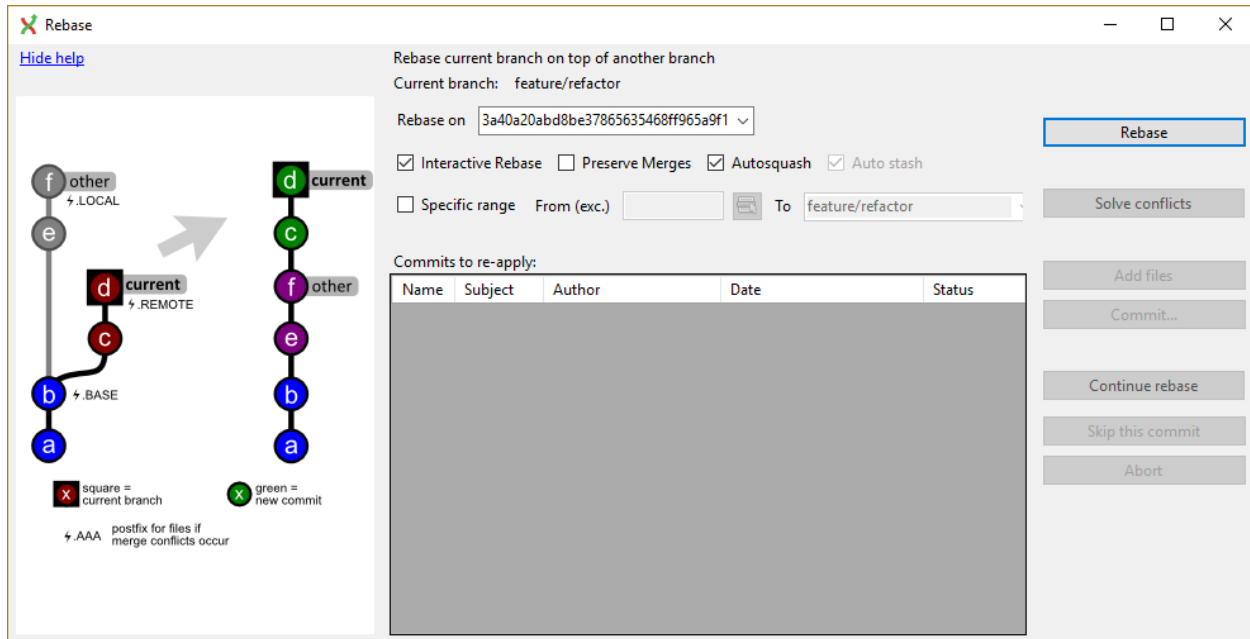 Rebase
Hide help
Rebase current branch on top of another branch
Current branch: feature/refactor
Rebase on 3a40a20abd8be37865635468ff965a9f1
Rebase
Interactive Rebase Preserve Merges Autosquash Auto stash
Specific range From (exc.) To feature/refactor
Solve conflicts
Commits to re-apply:
Name Subject Author Date Status
Add files
Commit...
Continue rebase
Skip this commit
Abort
f other
.LOCAL
e
d current
.REMOTE
c
b .BASE
a
d current
c
f other
e
b
a
x square =
current branch
x green =
new commit
.AAA postfix for files if
merge conflicts occur